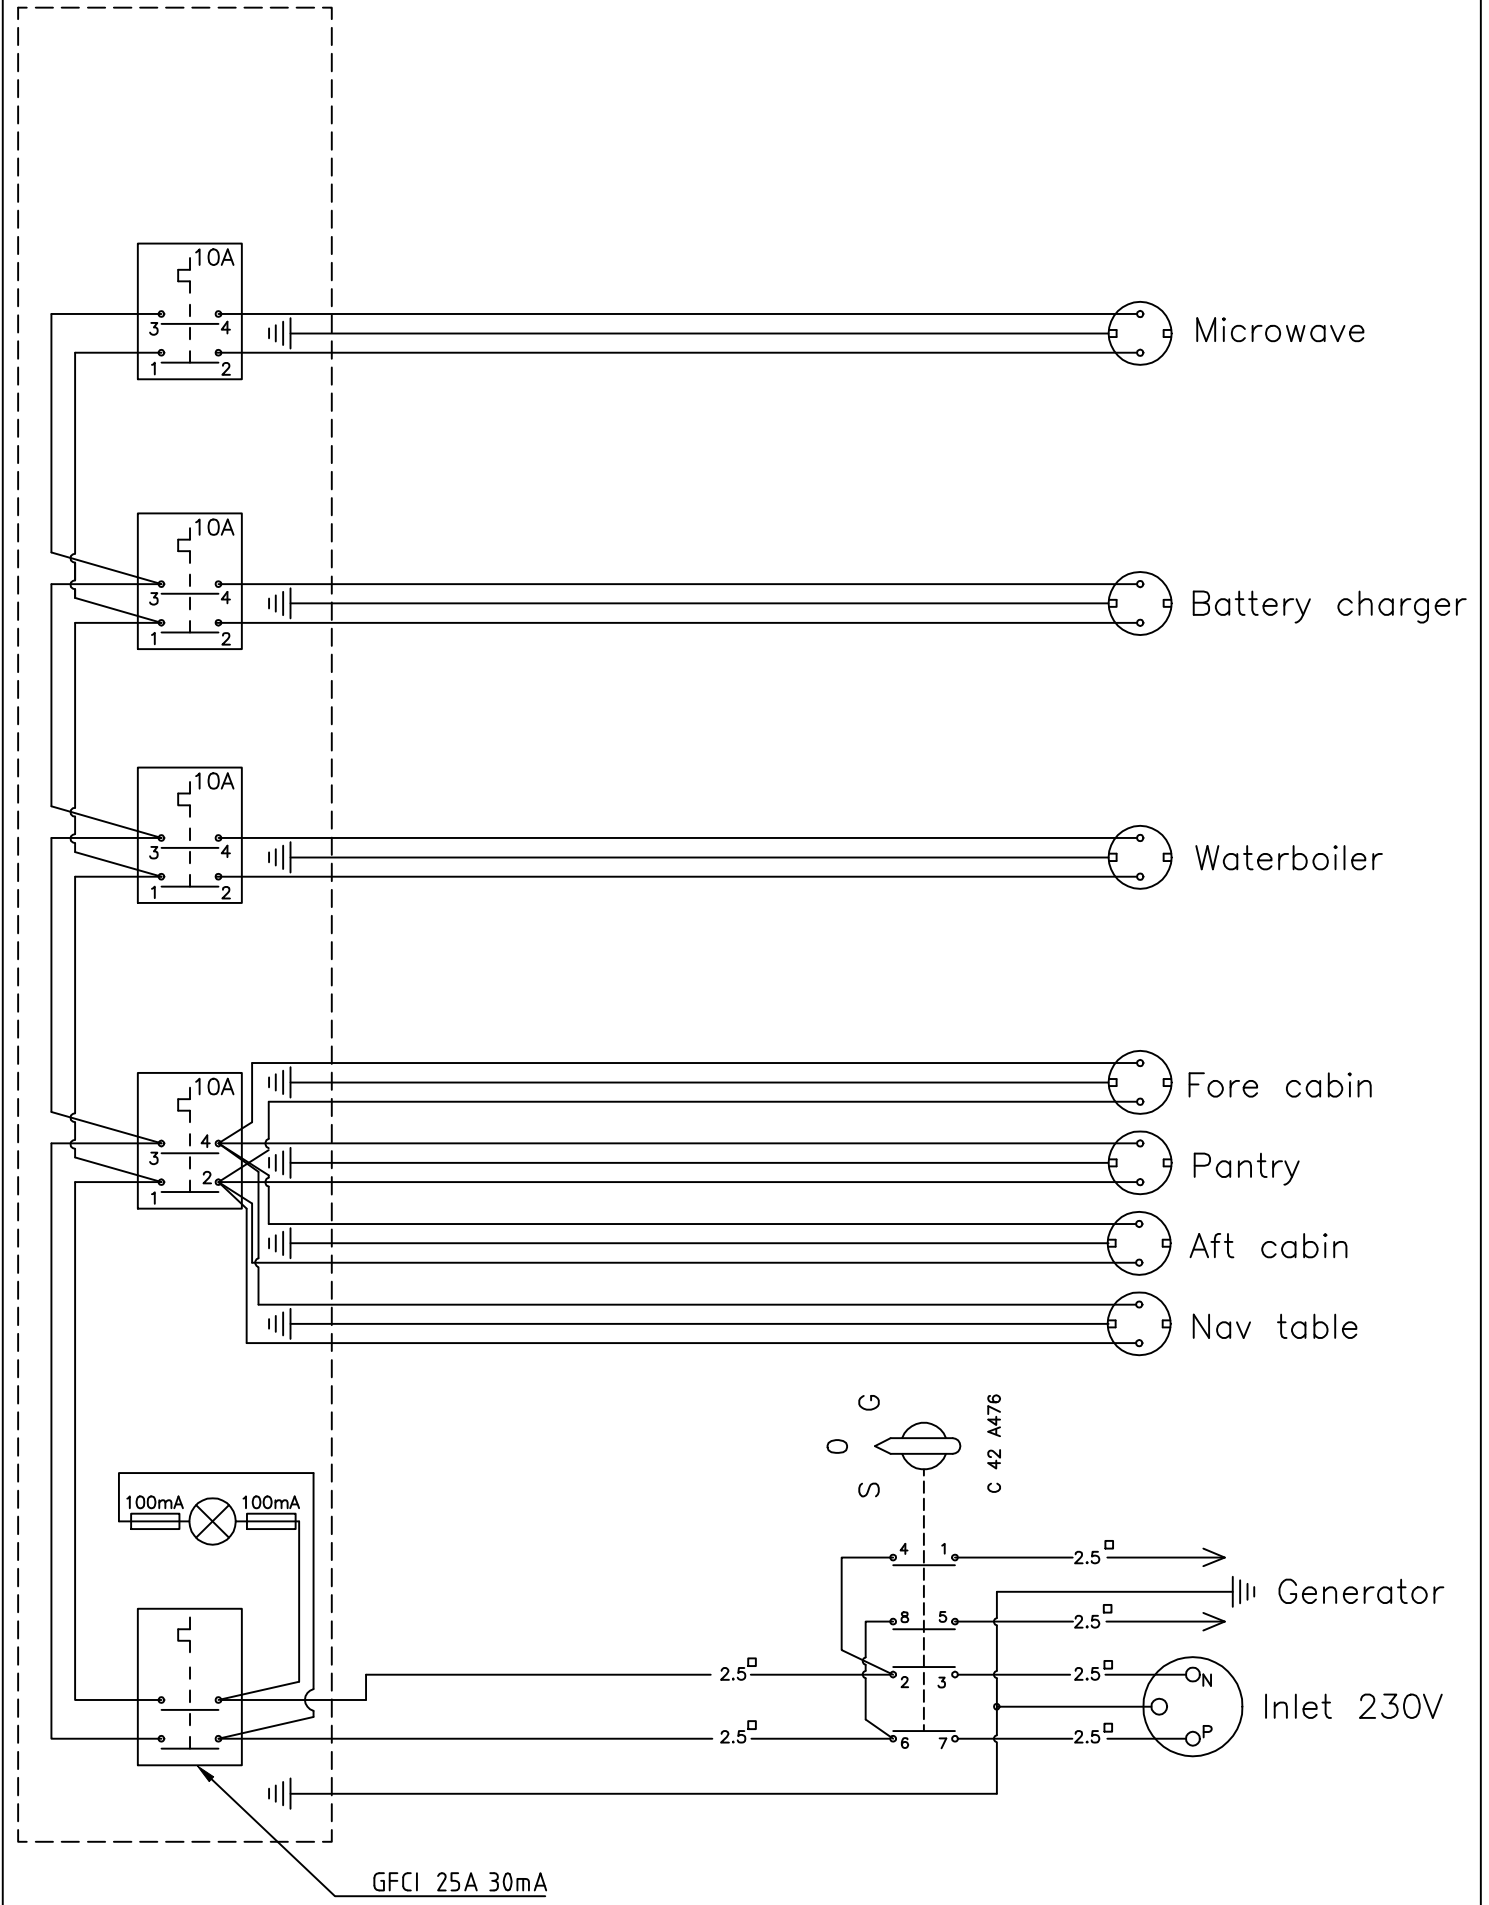 10A
3 4
1 2
Microwave
10A
3 4
1 2
Battery charger
10A
3 4
1 2
Waterboiler
10A
4
3
2
1
Fore cabin
Pantry
Aft cabin
Nav table
G
O
S
C 42 A476
100mA 100mA
4 1 2.5□
Generator
8 5 2.5□
2.5□ 2 3 2.5□ N
Inlet 230V
2.5□ 6 7 2.5□ P
GFCI 25A 30mA